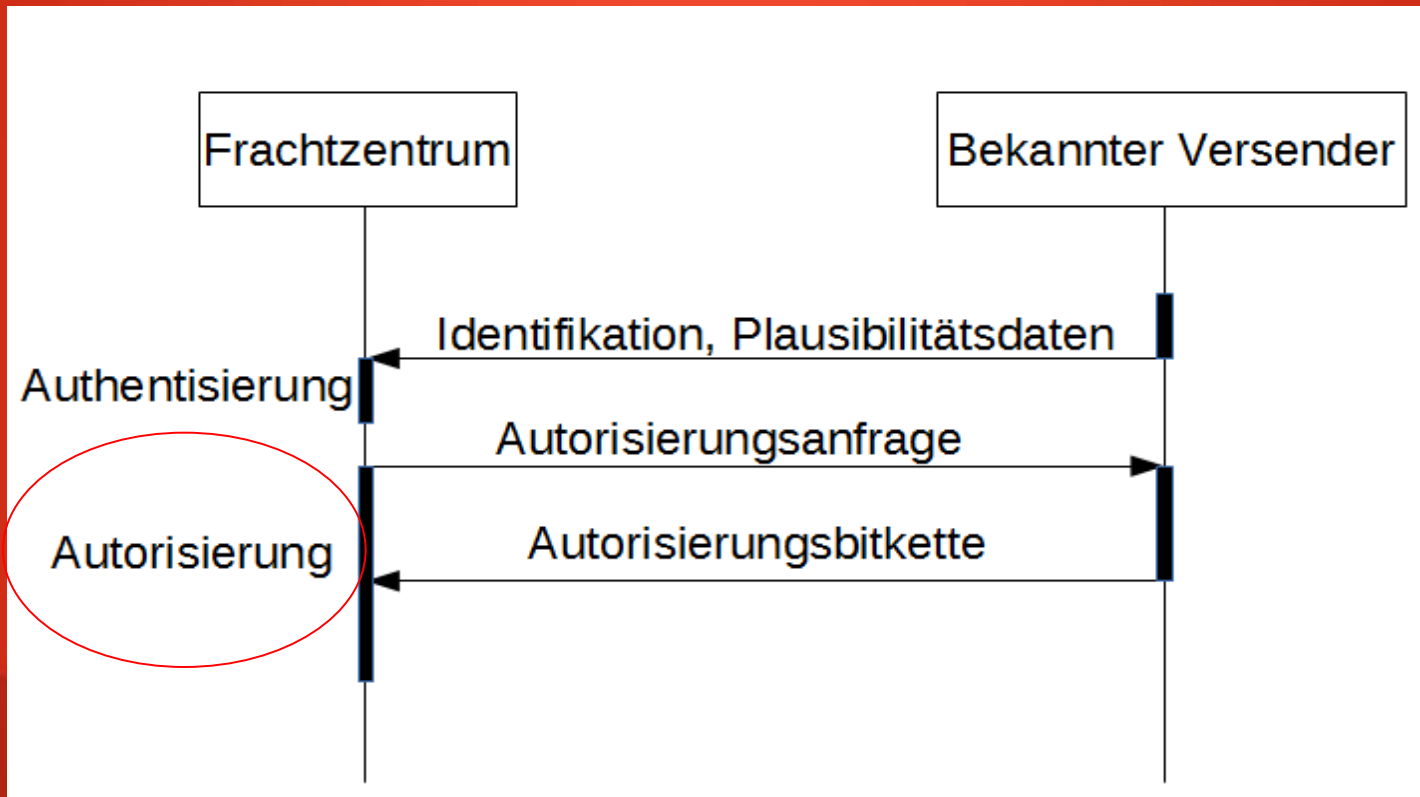 Frachtzentrum
Bekannter Versender
Identifikation, Plausibilitätsdaten
Authentisierung
Autorisierungsanfrage
Autorisierungsbitkette
Autorisierung